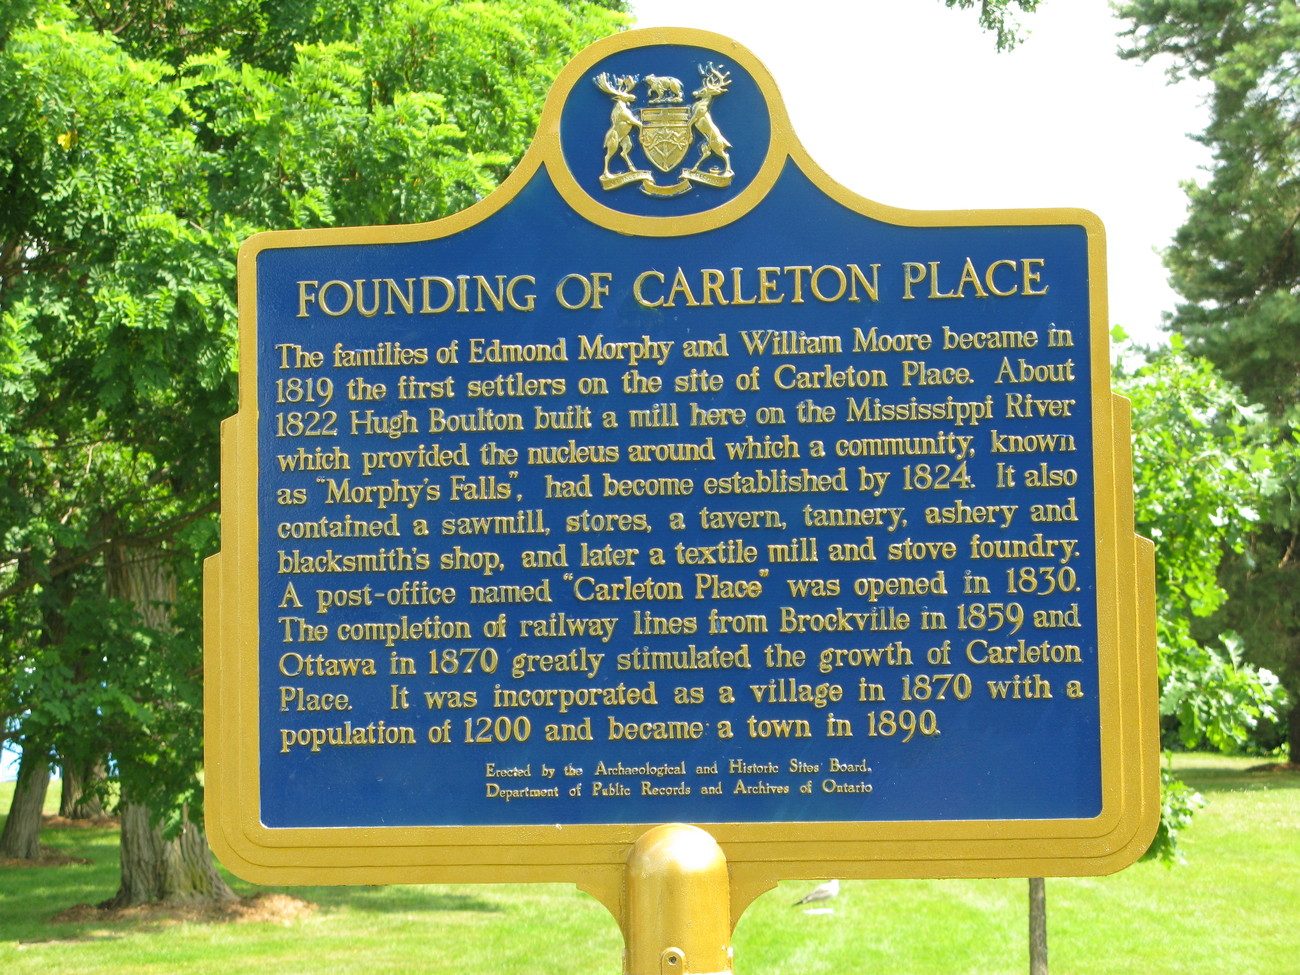 FOUNDING OF CARLETON PLACE
The families of Edmond Morphy and William Moore became in
1819 the first settlers on the site of Carleton Place. About
1822 Hugh Boulton built a mill here on the Mississippi River
which provided the nucleus around which a community, known
as "Morphy's Falls", had become established by 1824. It also
contained a sawmill, stores, a tavern, tannery, ashery and
blacksmith's shop, and later a textile mill and stove foundry.
A post-office named "Carleton Place" was opened in 1830.
The completion of railway lines from Brockville in 1859 and
Ottawa in 1870 greatly stimulated the growth of Carleton
Place. It was incorporated as a village in 1870 with a
population of 1200 and became a town in 1890.
Erected by the Archaeological and Historic Sites Board,
Department of Public Records and Archives of Ontario